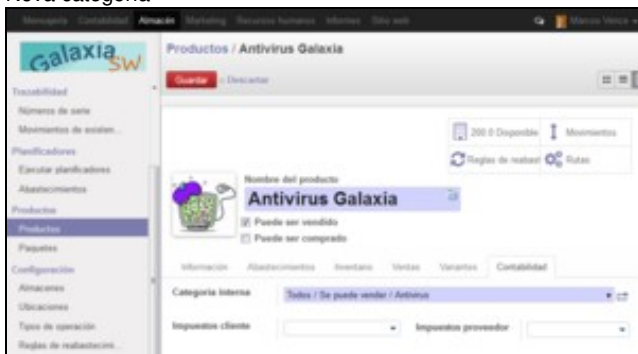 Nova categoría
Mensajería Contabilidad Almacén Marketing Recursos humanos Informes Sitio web
Galaxia SW
Productos / Antivirus Galaxia
Guardar o Descartar
Trazabilidad
Números de serie
Movimientos de existen...
Planificadores
Ejecutar planificadores
Abastecimientos
Productos
Productos
Paquetes
Configuración
Almacenes
Ubicaciones
Tipos de operación
Reglas de reabastecimi...
200.0 Disponible Movimientos
Reglas de reabast Rutas
Nombre del producto
Antivirus Galaxia
Puede ser vendido
Puede ser comprado
Información Abastecimientos Inventario Ventas Variantes Contabilidad
Categoría interna Todos / Se puede vender / Antivirus
Impuestos cliente Impuestos proveedor